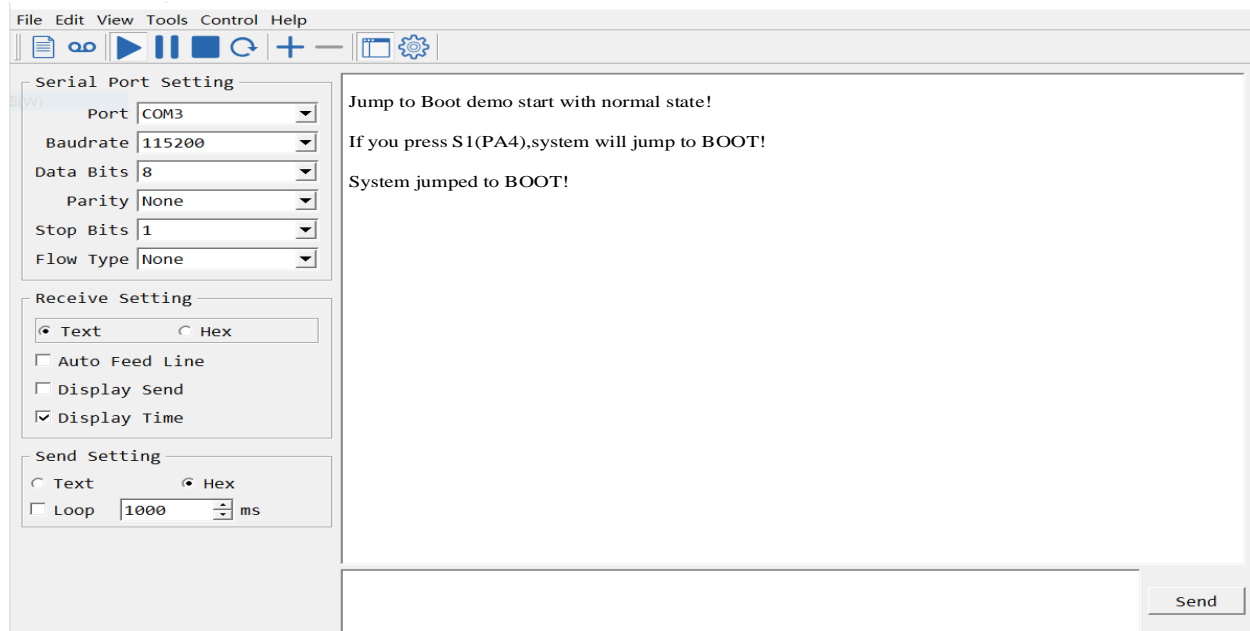 File Edit View Tools Control Help
Serial Port Setting
Port COM3
Baudrate 115200
Data Bits 8
Parity None
Stop Bits 1
Flow Type None
Receive Setting
Text Hex
Auto Feed Line
Display Send
Display Time
Send Setting
Text Hex
Loop 1000 ms
Jump to Boot demo start with normal state!
If you press S1(PA4),system will jump to BOOT!
System jumped to BOOT!
Send